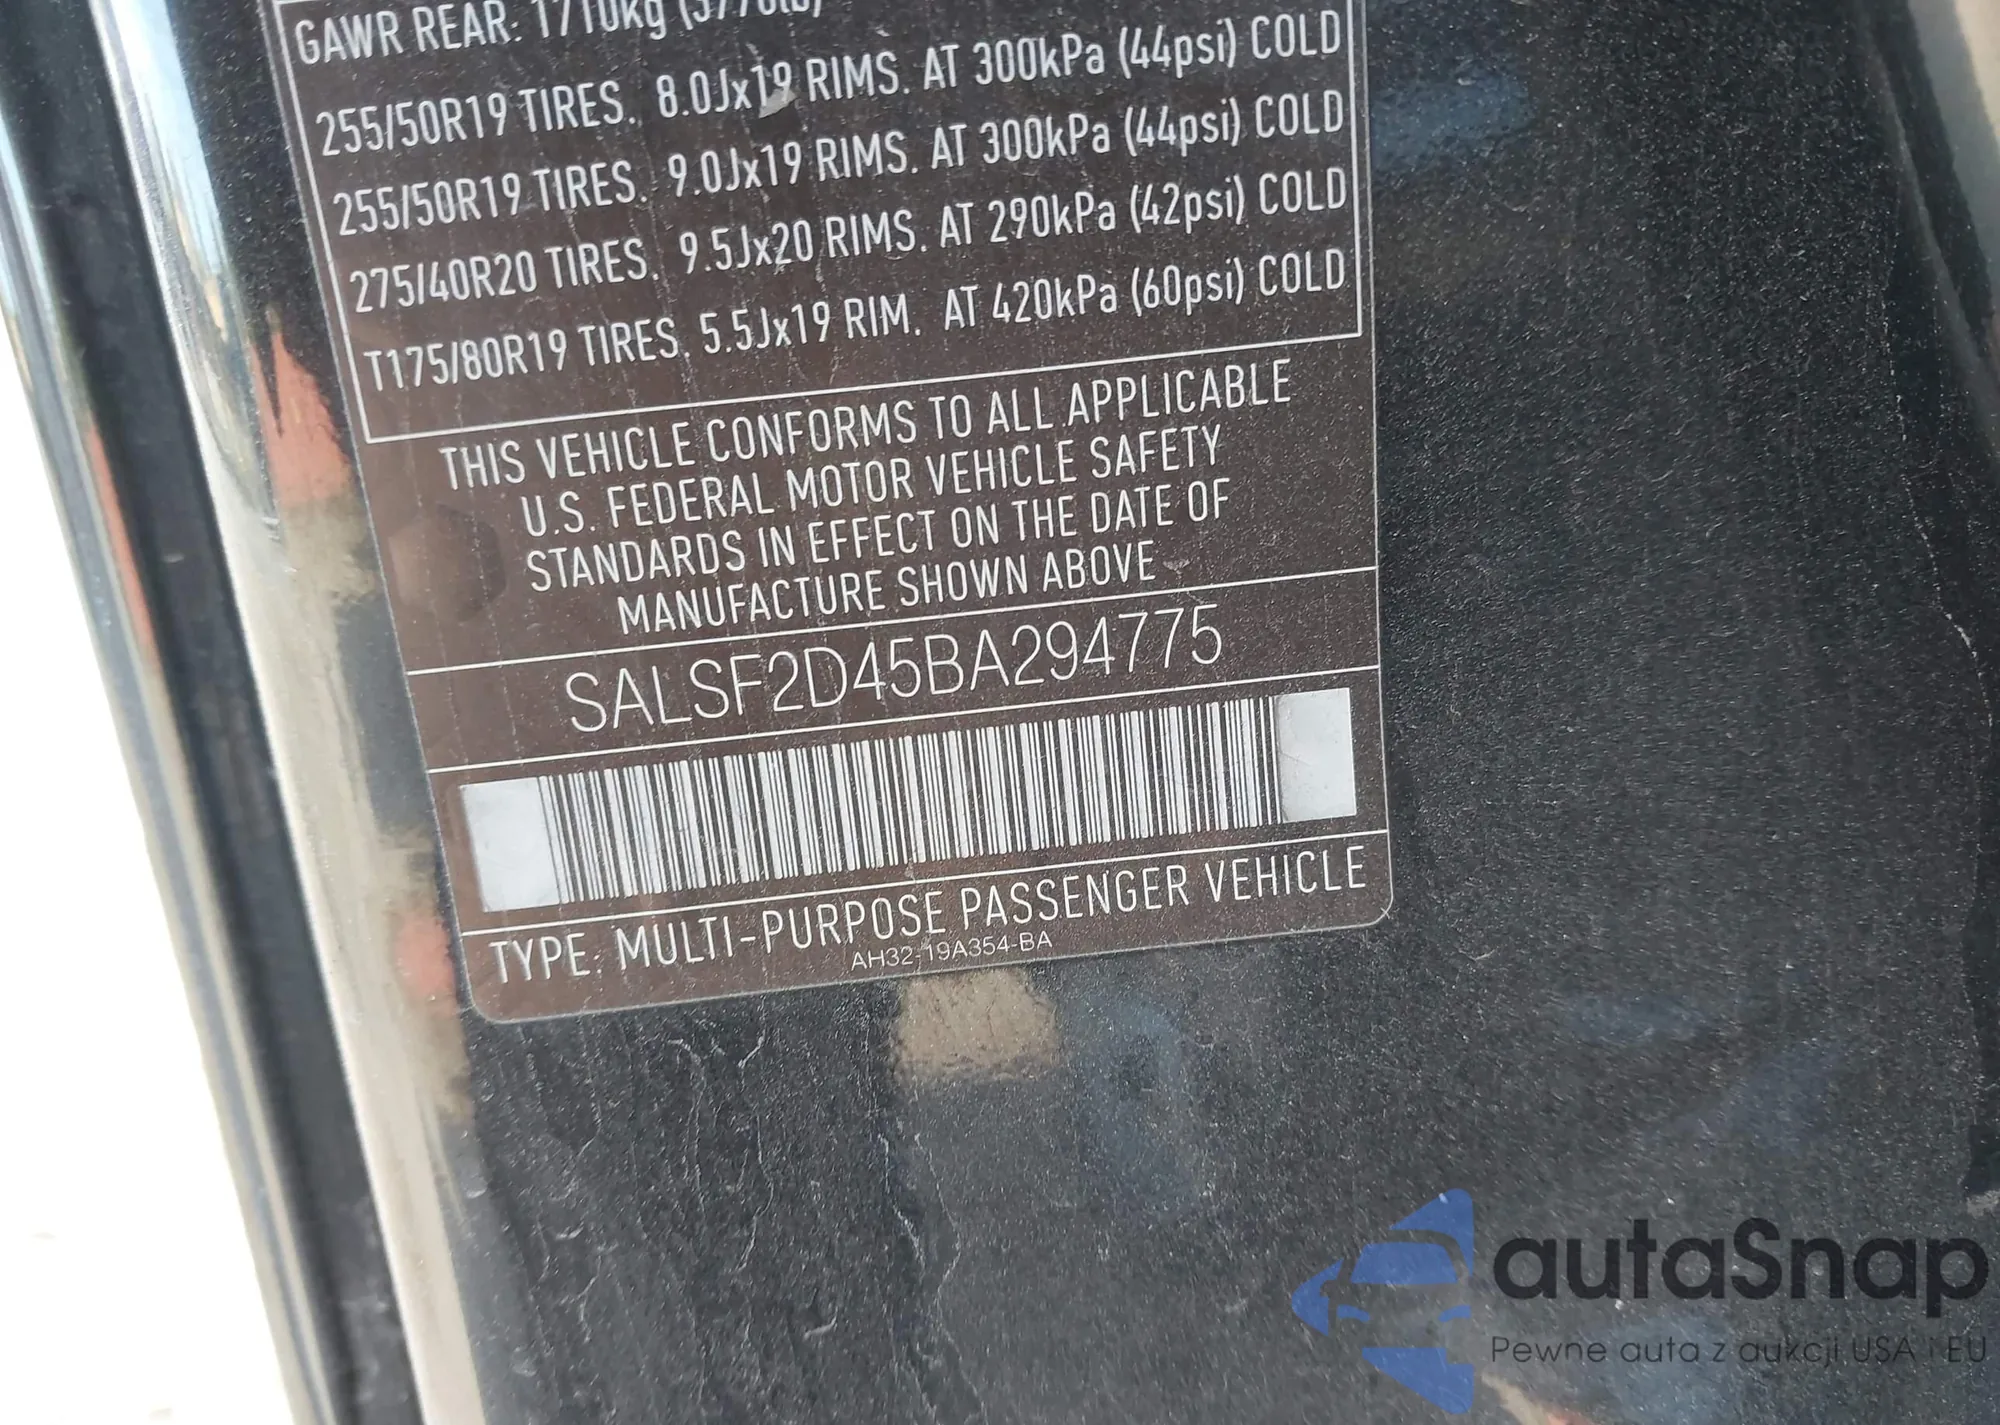 GAWR REAR: 1710kg
255/50R19 TIRES. 8.0Jx19 RIMS. AT 300kPa (44psi) COLD
255/50R19 TIRES. 9.0Jx19 RIMS. AT 300kPa (44psi) COLD
275/40R20 TIRES. 9.5Jx20 RIMS. AT 290kPa (42psi) COLD
T175/80R19 TIRES. 5.5Jx19 RIM. AT 420kPa (60psi) COLD
THIS VEHICLE CONFORMS TO ALL APPLICABLE
U.S. FEDERAL MOTOR VEHICLE SAFETY
STANDARDS IN EFFECT ON THE DATE OF
MANUFACTURE SHOWN ABOVE
SALSF2D45BA294775
TYPE: MULTI-PURPOSE PASSENGER VEHICLE
AH32-19A354-BA
autaSnap
Pewne auta z aukcji USA i EU